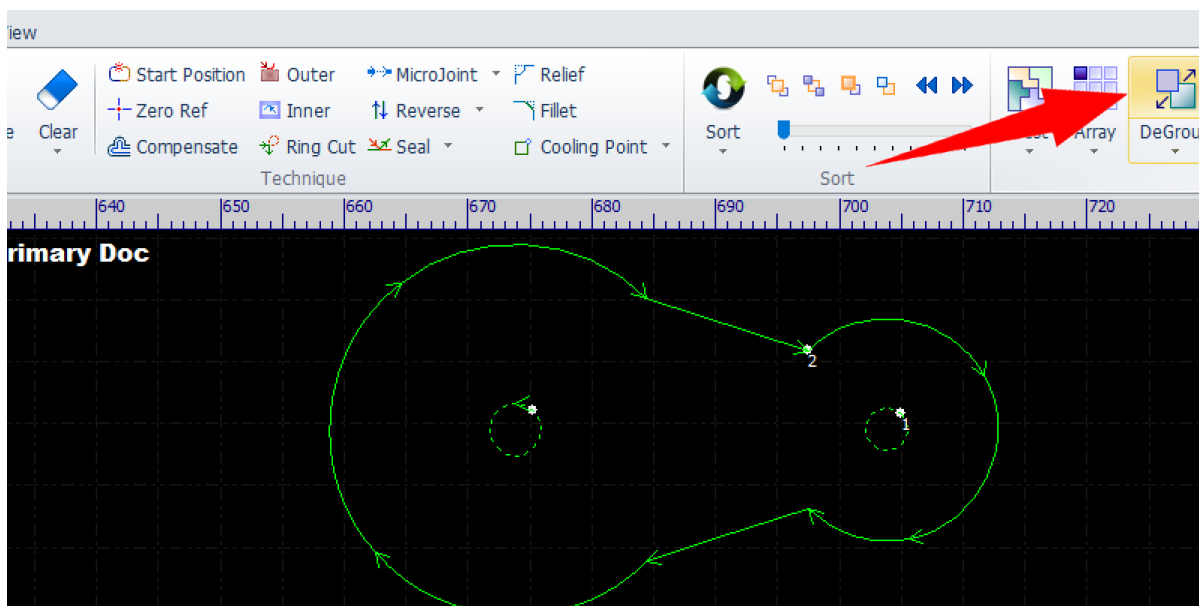 iew
Start Position Outer MicroJoint Relief
Zero Ref Inner Reverse Fillet
Clear Sort Array DeGrou
Compensate Ring Cut Seal Cooling Point
Technique Sort
640 650 660 670 680 690 700 710 720
rimary Doc
2
1